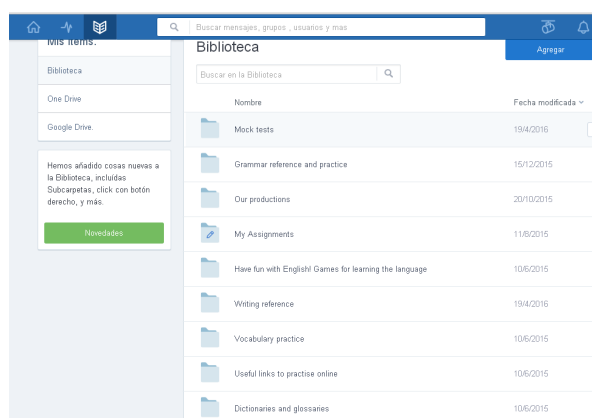 Buscar mensajes, grupos , usuarios y mas
Mis items.
Biblioteca
One Drive
Google Drive.
Hemos añadido cosas nuevas a
la Biblioteca, incluídas
Subcarpetas, click con botón
derecho, y más.
Novedades
Biblioteca
Agregar
Buscar en la Biblioteca
Nombre
Fecha modificada
Mock tests
19/4/2016
Grammar reference and practice
15/12/2015
Our productions
20/10/2015
My Assignments
11/8/2015
Have fun with English! Games for learning the language
10/6/2015
Writing reference
19/4/2016
Vocabulary practice
10/6/2015
Useful links to practise online
10/6/2015
Dictionaries and glossaries
10/6/2015